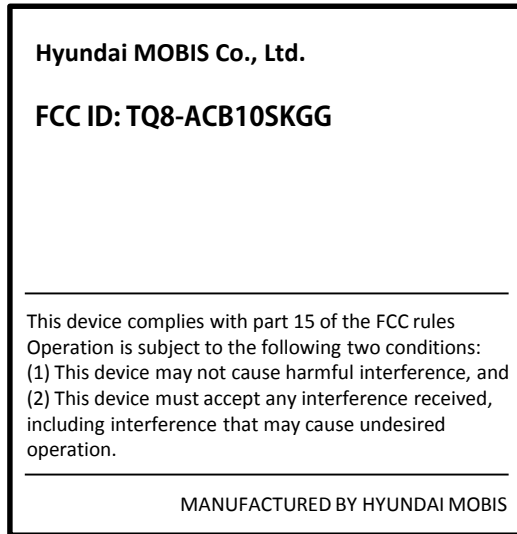 Hyundai MOBIS Co., Ltd.
FCC ID: TQ8-ACB10SKGG
This device complies with part 15 of the FCC rules
Operation is subject to the following two conditions:
(1) This device may not cause harmful interference, and
(2) This device must accept any interference received,
including interference that may cause undesired
operation.
MANUFACTURED BY HYUNDAI MOBIS